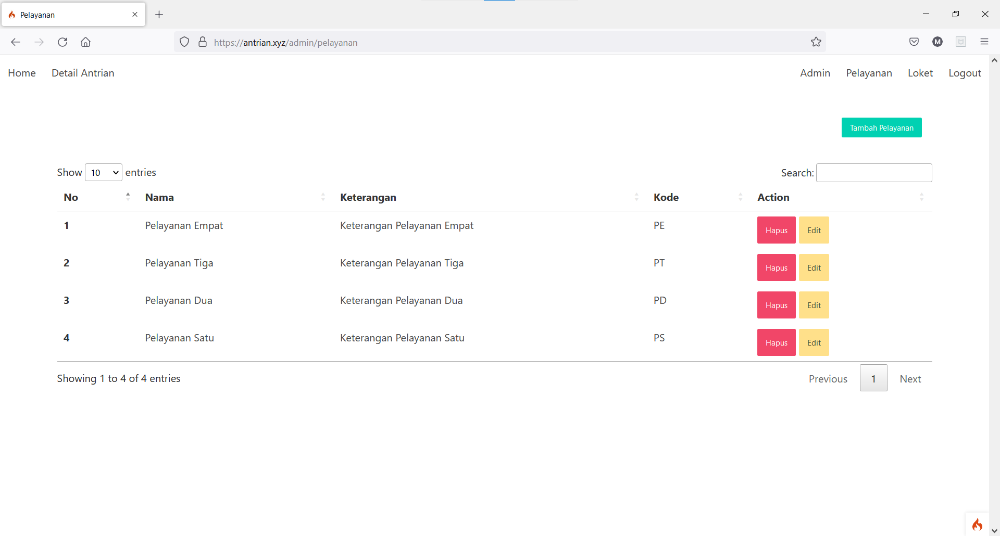 Pelayanan
https://antrian.xyz/admin/pelayanan
M
Home Detail Antrian Admin Pelayanan Loket Logout
Tambah Pelayanan
Show 10 entries Search:
No Nama Keterangan Kode Action
1 Pelayanan Empat Keterangan Pelayanan Empat PE Hapus Edit
2 Pelayanan Tiga Keterangan Pelayanan Tiga PT Hapus Edit
3 Pelayanan Dua Keterangan Pelayanan Dua PD Hapus Edit
4 Pelayanan Satu Keterangan Pelayanan Satu PS Hapus Edit
Showing 1 to 4 of 4 entries Previous 1 Next